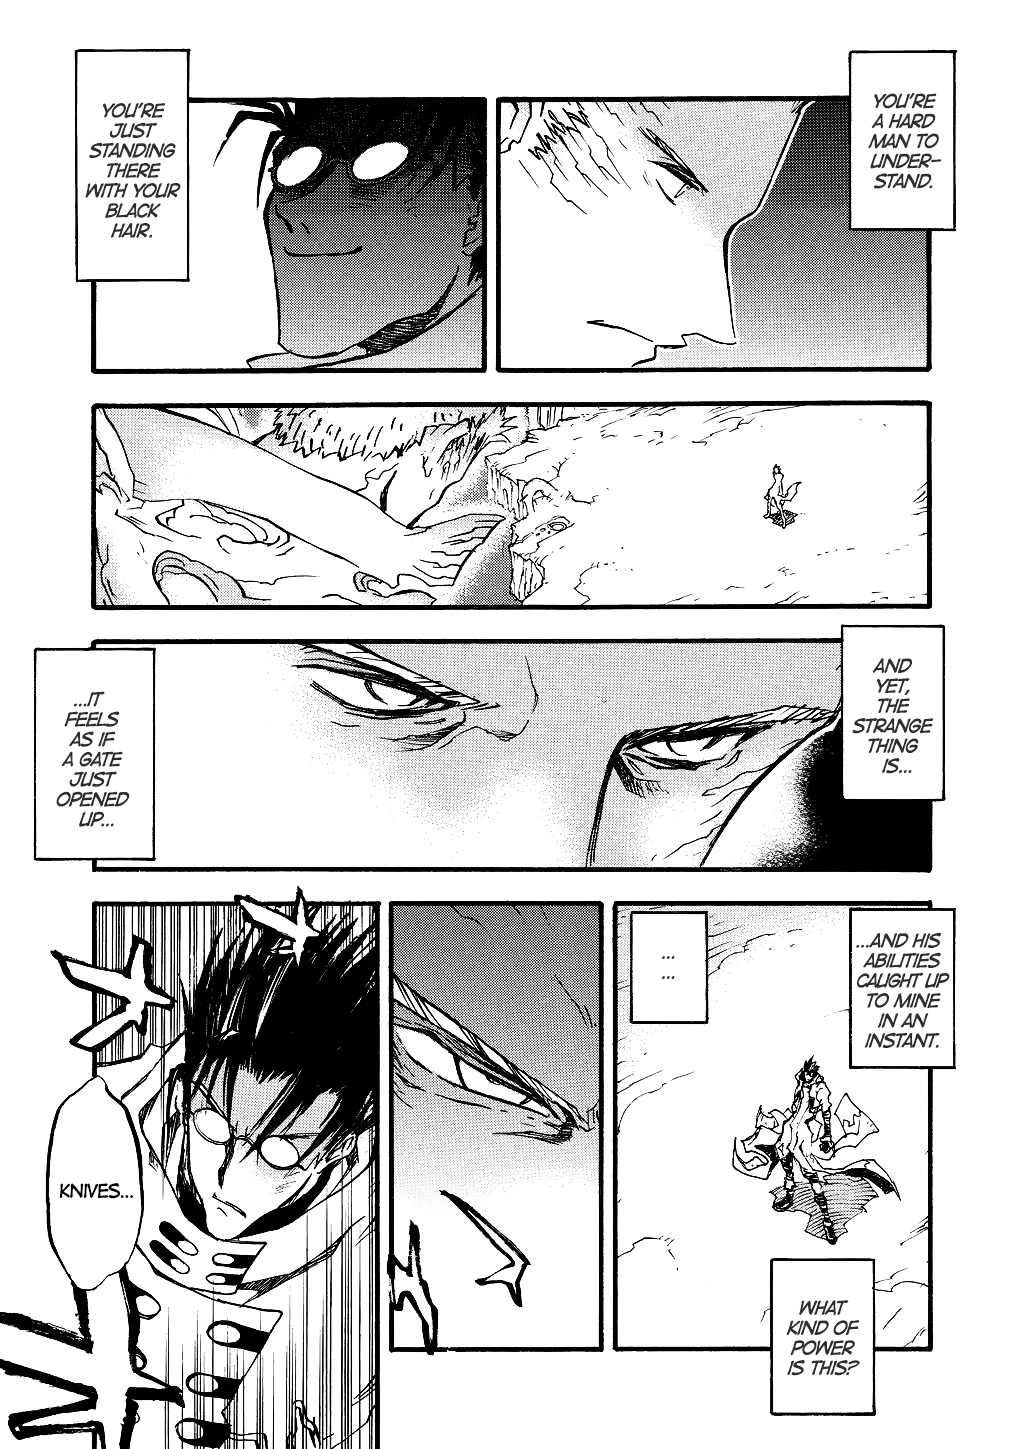 YOU'RE
A HARD
MAN TO
UNDER-
STAND.
YOU'RE
JUST
STANDING
THERE
WITH YOUR
BLACK
HAIR.
AND
YET,
THE
STRANGE
THING
IS...
...IT
FEELS
AS IF
A GATE
JUST
OPENED
UP...
...AND HIS
ABILITIES
CAUGHT UP
TO MINE
IN AN
INSTANT.
...
...
WHAT
KIND OF
POWER
IS THIS?
KNIVES...